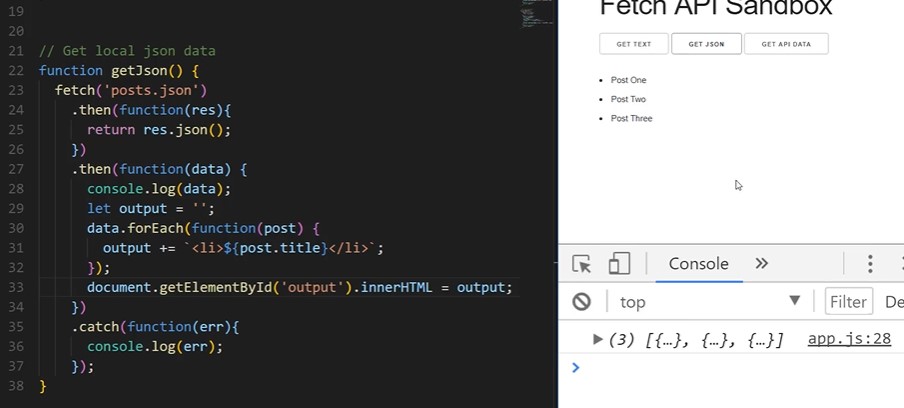 19
20
21 // Get local json data
22 function getJson() {
23 fetch('posts.json')
24 .then(function(res){
25 return res.json();
26 })
27 .then(function(data) {
28 console.log(data);
29 let output = '';
30 data.forEach(function(post) {
31 output += `<li>${post.title}</li>`;
32 });
33 document.getElementById('output').innerHTML = output;
34 })
35 .catch(function(err){
36 console.log(err);
37 });
38 }
Fetch API Sandbox
GET TEXT GET JSON GET API DATA
Post One
Post Two
Post Three
Console »
top Filter De
(3) [{…}, {…}, {…}] app.js:28